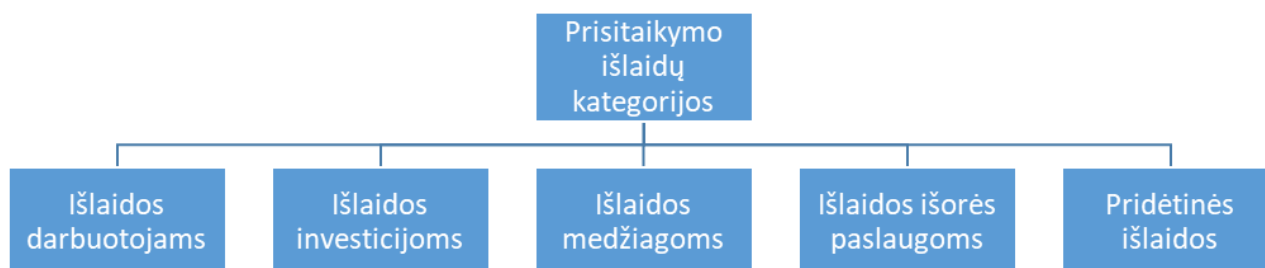 Prisitaikymo
išlaidų
kategorijos
Išlaidos
darbuotojams
Išlaidos
investicijoms
Išlaidos
medžiagoms
Išlaidos išorės
paslaugoms
Pridėtinės
išlaidos